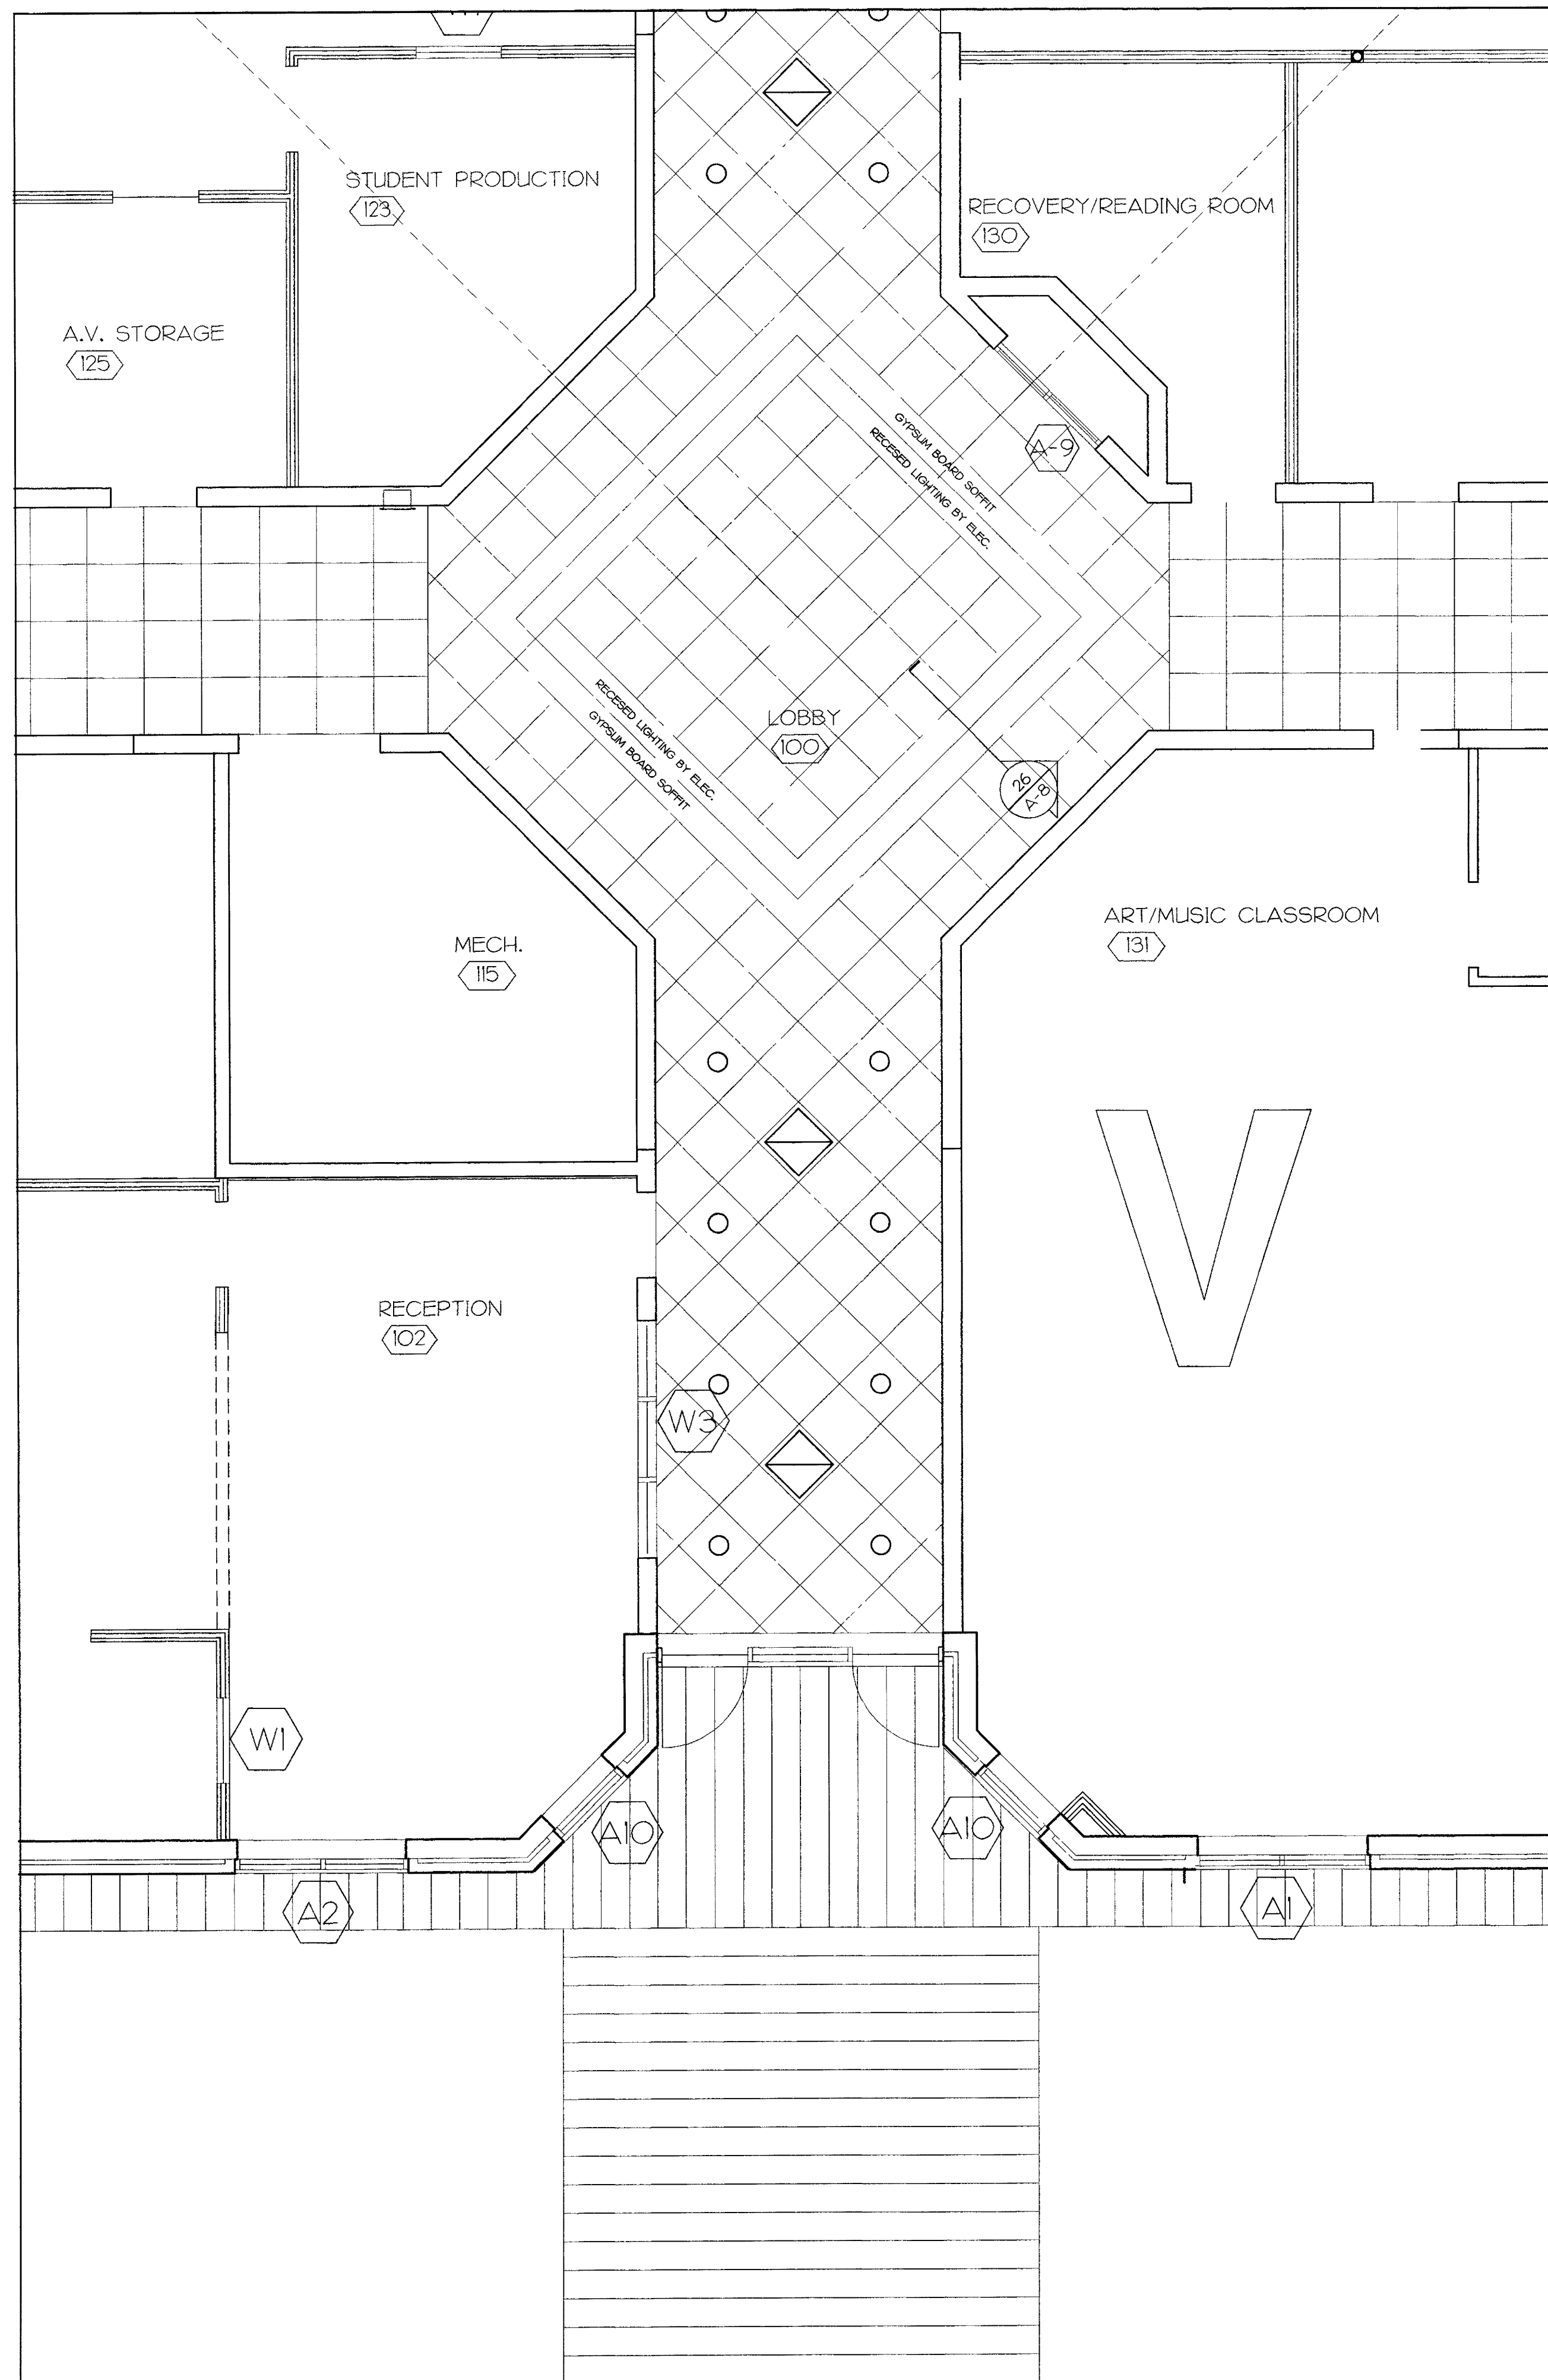 STUDENT PRODUCTION
123
RECOVERY/READING ROOM
130
A.V. STORAGE
125
GYPSUM BOARD SOFFIT
RECESED LIGHTING BY ELEC.
A-9
RECESED LIGHTING BY ELEC.
GYPSUM BOARD SOFFIT
LOBBY
100
26
A-8
ART/MUSIC CLASSROOM
131
MECH.
115
V
RECEPTION
102
W3
W1
A10
A10
A2
A1